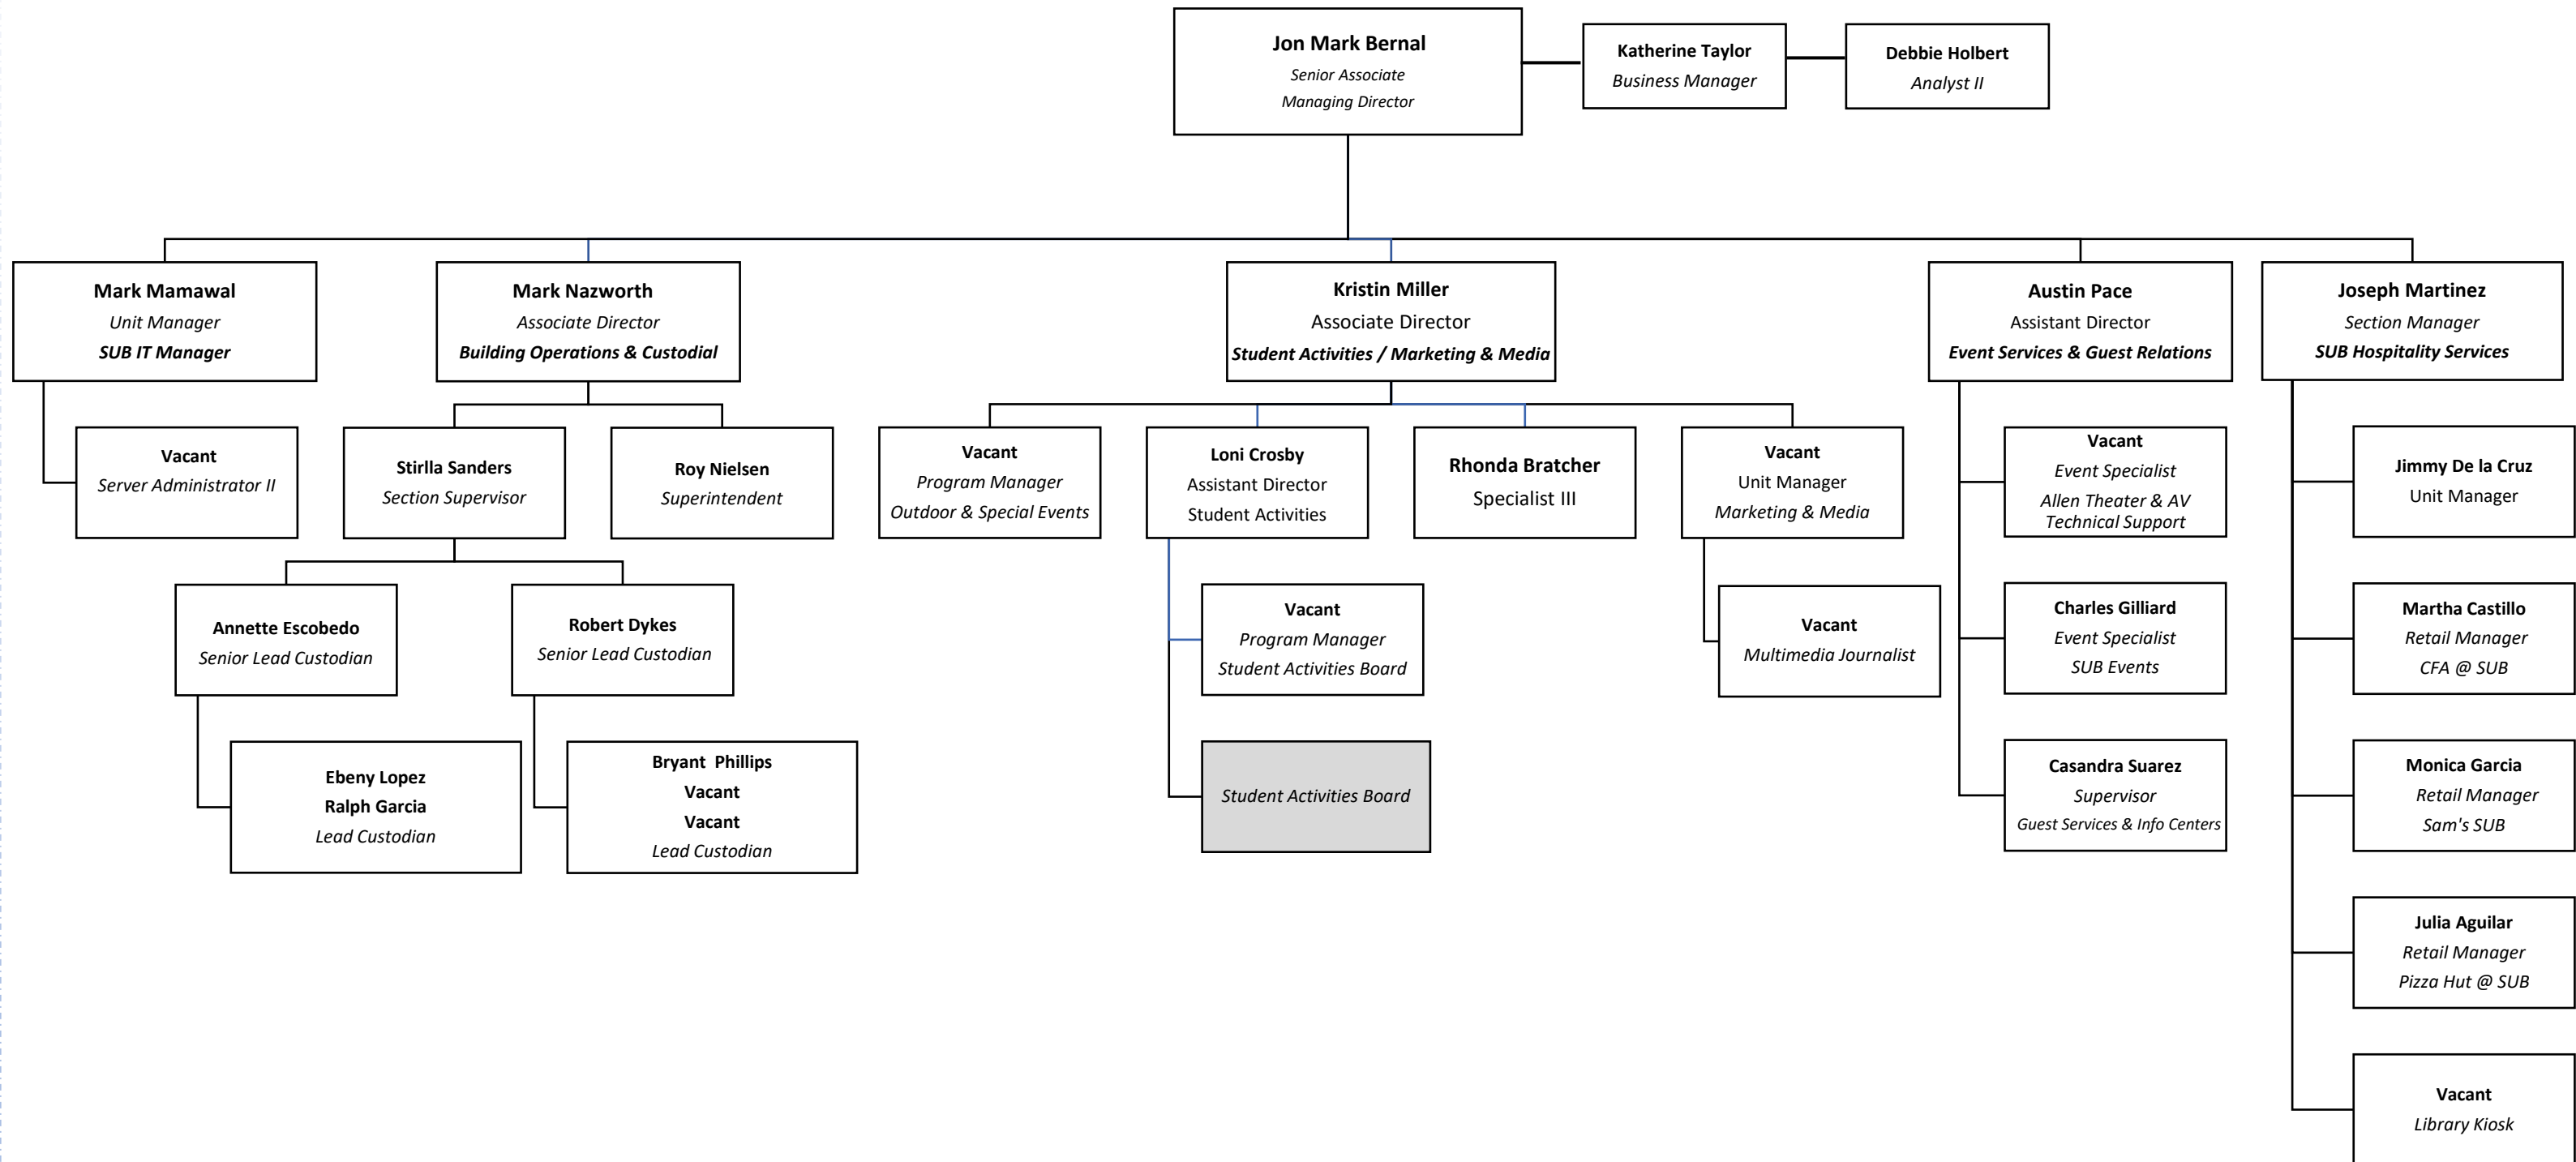 Jon Mark Bernal
Senior Associate
Managing Director
Katherine Taylor
Business Manager
Debbie Holbert
Analyst II
Mark Mamawal
Unit Manager
SUB IT Manager
Mark Nazworth
Associate Director
Building Operations & Custodial
Kristin Miller
Associate Director
Student Activities / Marketing & Media
Austin Pace
Assistant Director
Event Services & Guest Relations
Joseph Martinez
Section Manager
SUB Hospitality Services
Vacant
Server Administrator II
Stirlla Sanders
Section Supervisor
Roy Nielsen
Superintendent
Vacant
Program Manager
Outdoor & Special Events
Loni Crosby
Assistant Director
Student Activities
Rhonda Bratcher
Specialist III
Vacant
Unit Manager
Marketing & Media
Vacant
Event Specialist
Allen Theater & AV
Technical Support
Jimmy De la Cruz
Unit Manager
Annette Escobedo
Senior Lead Custodian
Robert Dykes
Senior Lead Custodian
Vacant
Program Manager
Student Activities Board
Vacant
Multimedia Journalist
Charles Gilliard
Event Specialist
SUB Events
Martha Castillo
Retail Manager
CFA @ SUB
Ebeny Lopez
Ralph Garcia
Lead Custodian
Bryant  Phillips
Vacant
Vacant
Lead Custodian
Student Activities Board
Casandra Suarez
Supervisor
Guest Services & Info Centers
Monica Garcia
Retail Manager
Sam's SUB
Julia Aguilar
Retail Manager
Pizza Hut @ SUB
Vacant
Library Kiosk